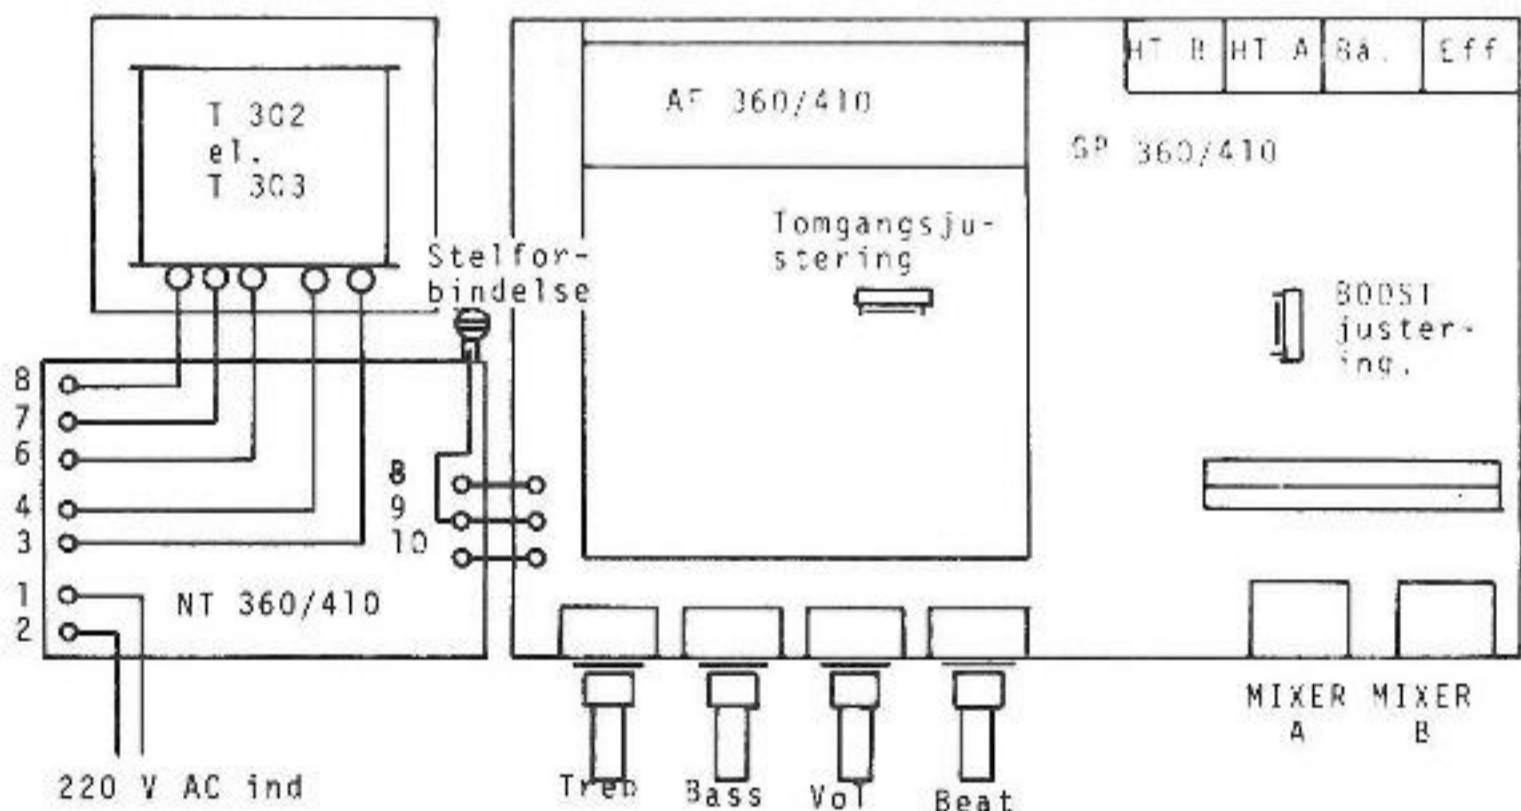 T 302
el.
T 303
Stelfor-
bindelse
8
7
6
4
3
1
2
8
9
10
NT 360/410
220 V AC ind
AF 360/410
Tomgangsju-
stering
HT B HT A Bå. Eff
GP 360/410
BOOST
juster-
ing.
Treb Bass Vol Beat
MIXER MIXER
A B